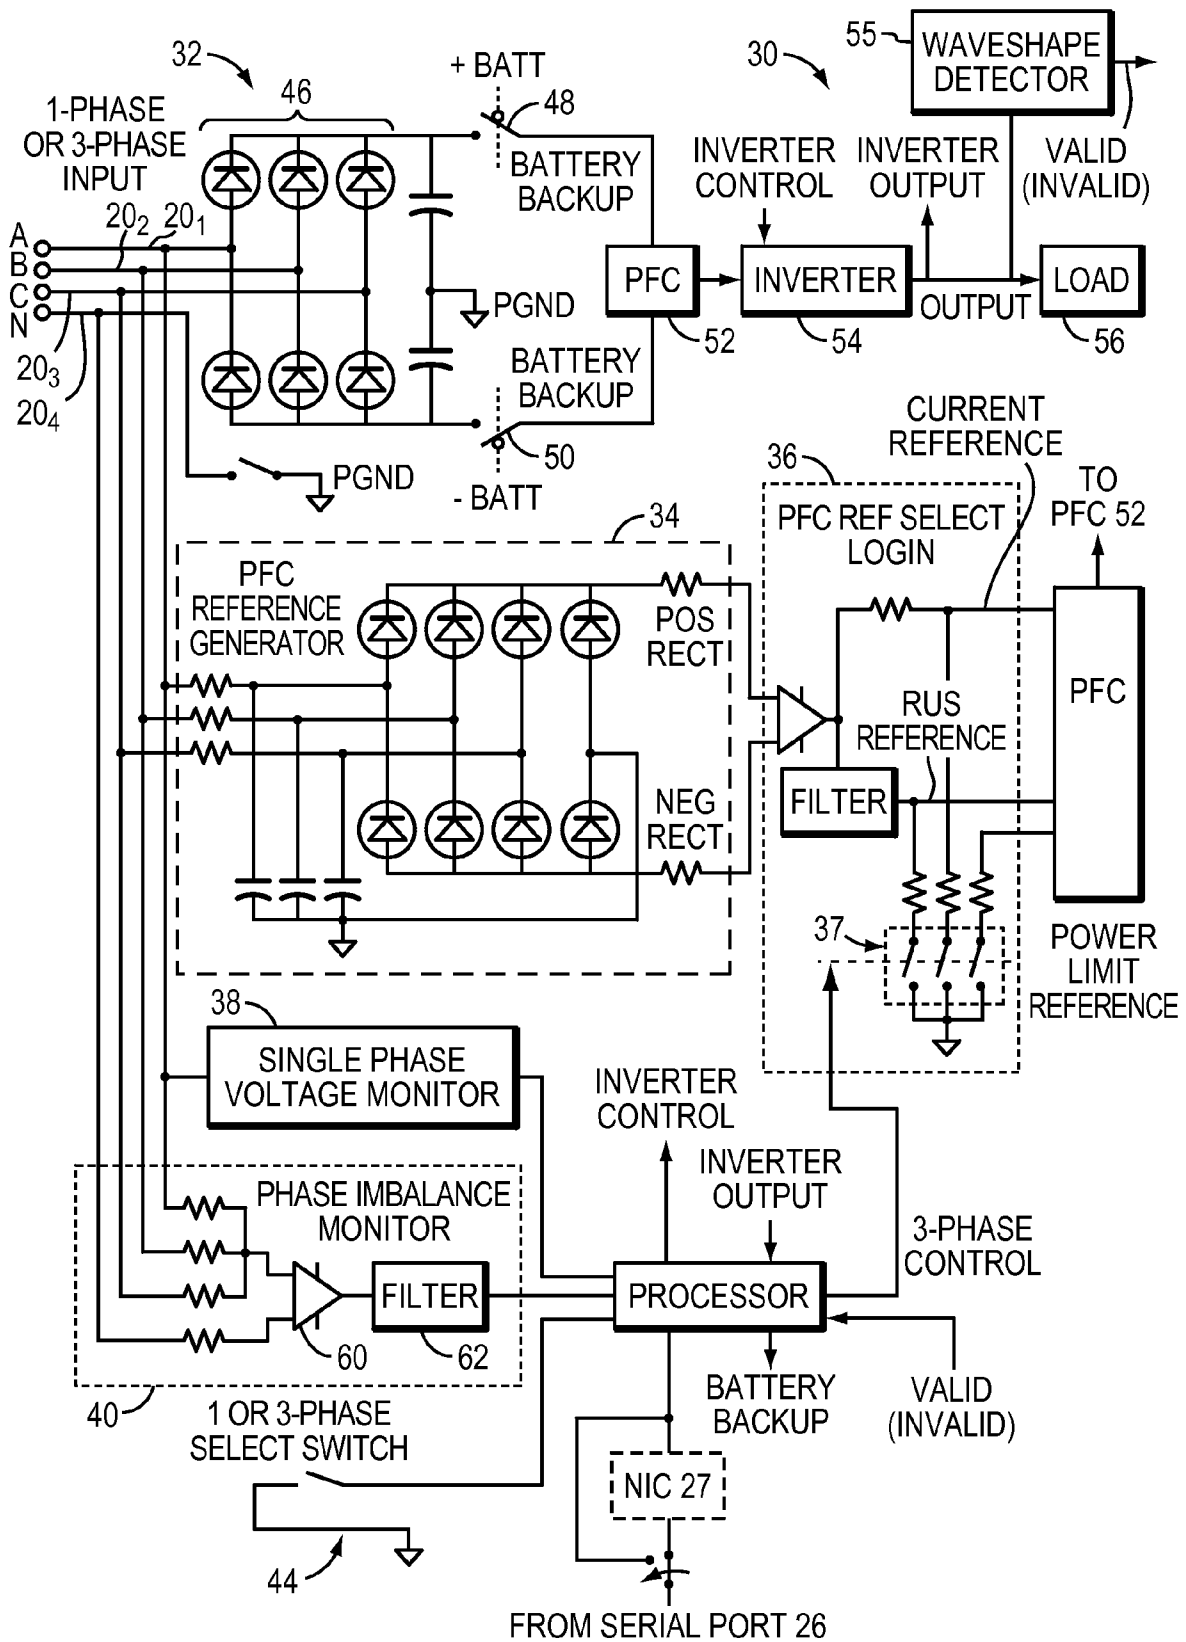 32
+ BATT
30
55
WAVESHAPE
DETECTOR
46
48
1-PHASE
OR 3-PHASE
INPUT
BATTERY
BACKUP
INVERTER
CONTROL
INVERTER
OUTPUT
VALID
(INVALID)
20₂
20₁
A
B
C
N
PFC
INVERTER
LOAD
PGND
OUTPUT
52
54
56
20₃
20₄
BATTERY
BACKUP
50
PGND
- BATT
CURRENT
REFERENCE
36
TO
PFC 52
34
PFC REF SELECT
LOGIN
PFC
REFERENCE
GENERATOR
POS
RECT
PFC
RUS
REFERENCE
NEG
RECT
FILTER
37
POWER
LIMIT
REFERENCE
38
SINGLE PHASE
VOLTAGE MONITOR
INVERTER
CONTROL
INVERTER
OUTPUT
PHASE IMBALANCE
MONITOR
3-PHASE
CONTROL
FILTER
PROCESSOR
60
62
40
BATTERY
BACKUP
VALID
(INVALID)
1 OR 3-PHASE
SELECT SWITCH
NIC 27
44
FROM SERIAL PORT 26